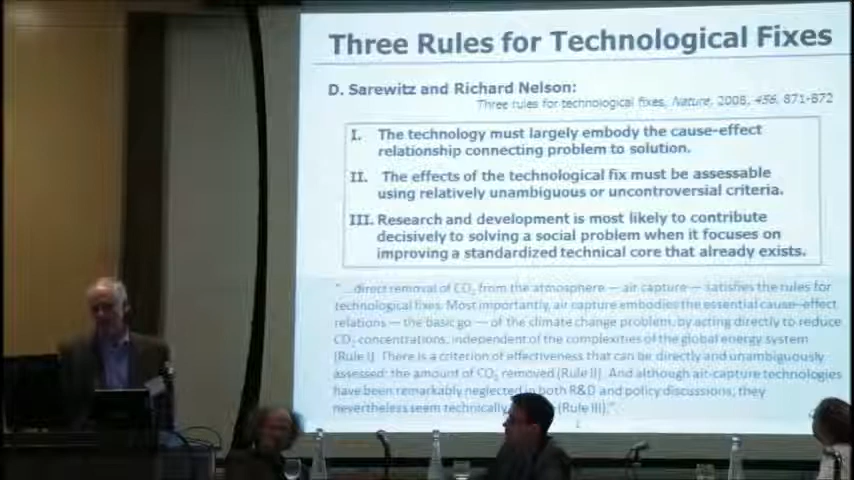 Three Rules for Technological Fixes
D. Sarewitz and Richard Nelson:
Three rules for technological fixes, Nature, 2008, 456, 871-872
I. The technology must largely embody the cause-effect
relationship connecting problem to solution.
II. The effects of the technological fix must be assessable
using relatively unambiguous or uncontroversial criteria.
III. Research and development is most likely to contribute
decisively to solving a social problem when it focuses on
improving a standardized technical core that already exists.
"...direct removal of CO₂ from the atmosphere — air capture — satisfies the rules for
technological fixes. Most importantly, air capture embodies the essential cause–effect
relations — the basic go — of the climate change problem, by acting directly to reduce
CO₂ concentrations, independent of the complexities of the global energy system
(Rule I). There is a criterion of effectiveness that can be directly and unambiguously
assessed: the amount of CO₂ removed (Rule II). And although air-capture technologies
have been remarkably neglected in both R&D and policy discussions, they
nevertheless seem technically (Rule III)."